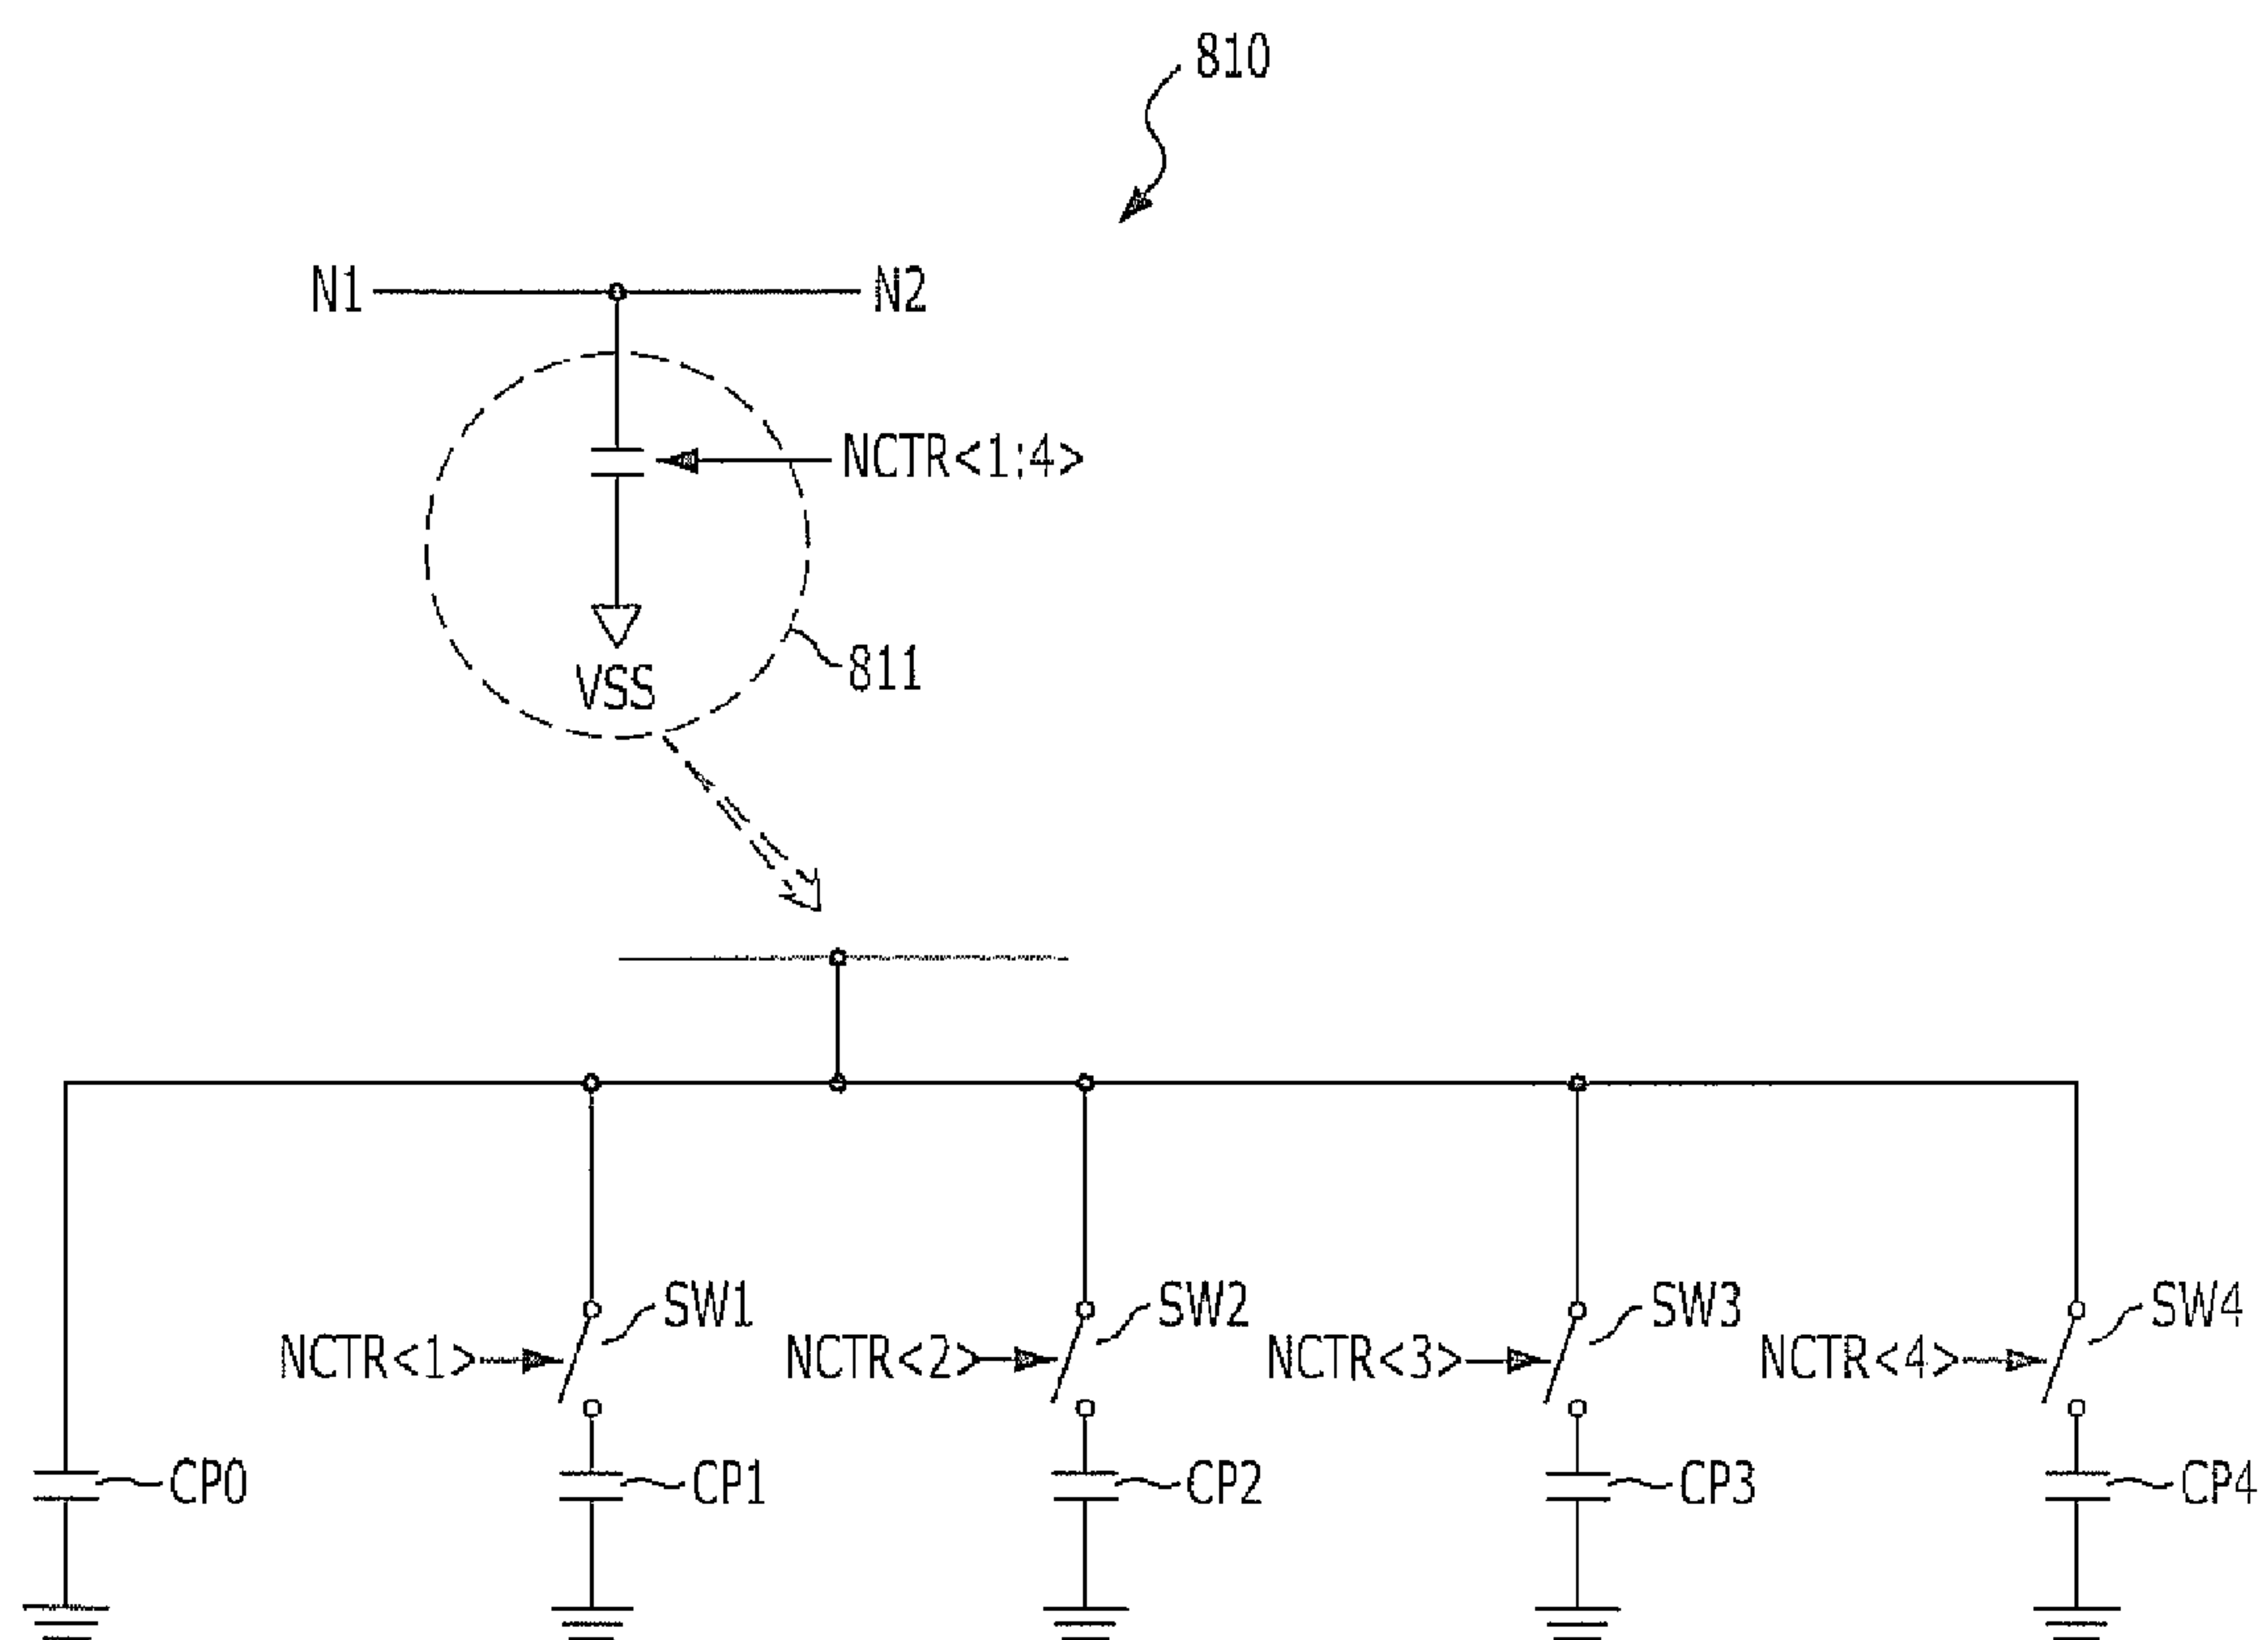 810
N1
N2
NCTR<1:4>
VSS
811
SW1
SW2
SW3
SW4
NCTR<1>
NCTR<2>
NCTR<3>
NCTR<4>
CP0
CP1
CP2
CP3
CP4